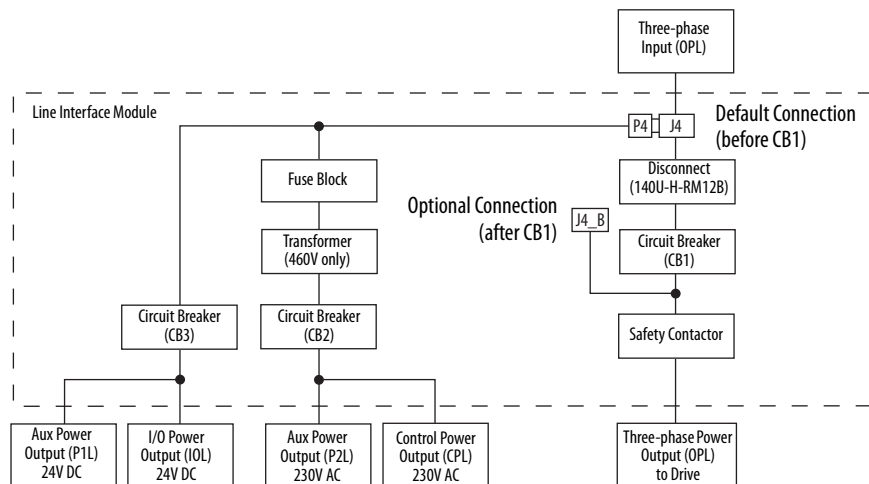 Three-phase
Input (OPL)
Line Interface Module
P4
J4
Default Connection
(before CB1)
Fuse Block
Disconnect
(140U-H-RM12B)
Optional Connection
(after CB1)
J4_B
Transformer
(460V only)
Circuit Breaker
(CB1)
Circuit Breaker
(CB3)
Circuit Breaker
(CB2)
Safety Contactor
Aux Power
Output (P1L)
24V DC
I/O Power
Output (IOL)
24V DC
Aux Power
Output (P2L)
230V AC
Control Power
Output (CPL)
230V AC
Three-phase Power
Output (OPL)
to Drive